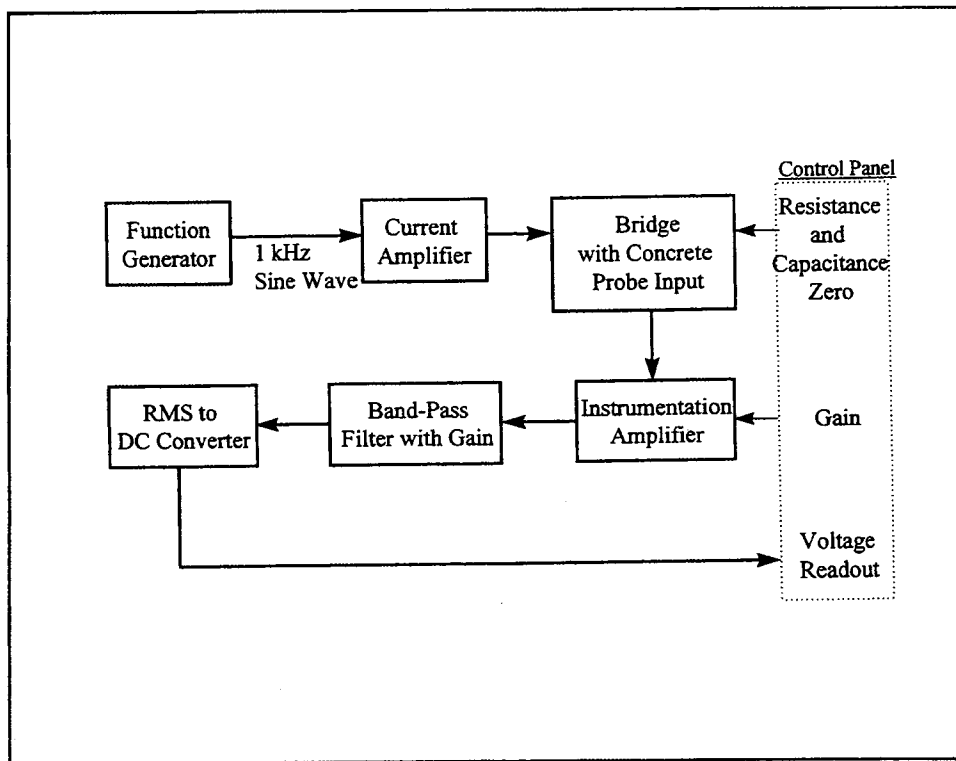 Control Panel
Function
Generator
1 kHz
Sine Wave
Current
Amplifier
Bridge
with Concrete
Probe Input
Resistance
and
Capacitance
Zero
RMS to
DC Converter
Band-Pass
Filter with Gain
Instrumentation
Amplifier
Gain
Voltage
Readout